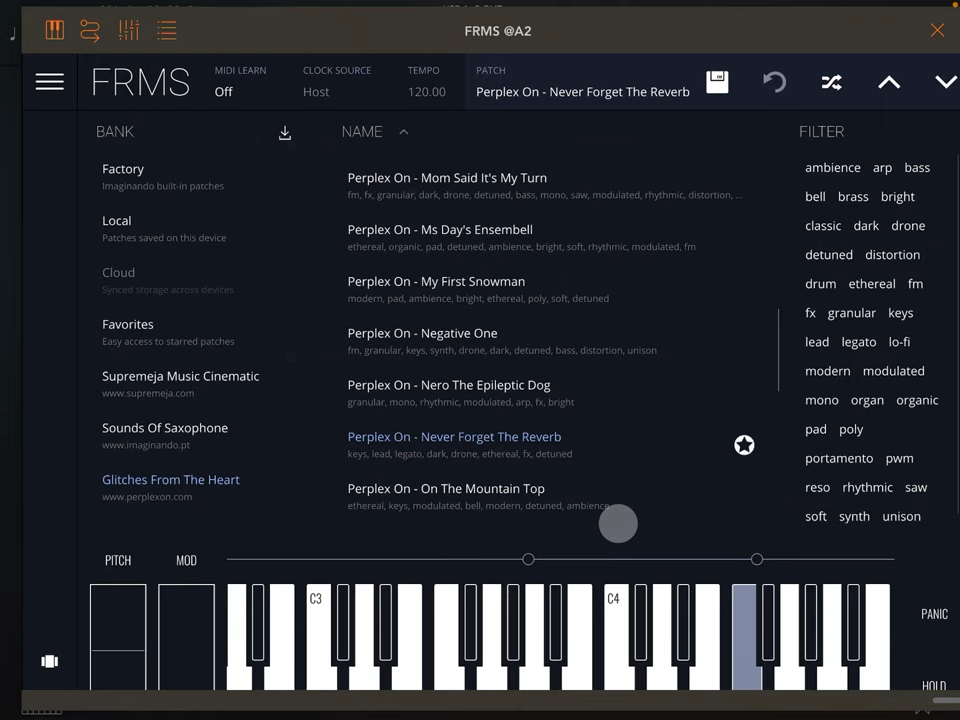 FRMS @A2
FRMS
MIDI LEARN
Off
CLOCK SOURCE
Host
TEMPO
120.00
PATCH
Perplex On - Never Forget The Reverb
BANK
Factory
Imaginando built-in patches
Local
Patches saved on this device
Cloud
Synced storage across devices
Favorites
Easy access to starred patches
Supremeja Music Cinematic
www.supremeja.com
Sounds Of Saxophone
www.imaginando.pt
Glitches From The Heart
www.perplexon.com
NAME
Perplex On - Mom Said It's My Turn
fm, fx, granular, dark, drone, detuned, bass, mono, saw, modulated, rhythmic, distortion, ...
Perplex On - Ms Day's Ensembell
ethereal, organic, pad, detuned, ambience, bright, soft, rhythmic, modulated, fm
Perplex On - My First Snowman
modern, pad, ambience, bright, ethereal, poly, soft, detuned
Perplex On - Negative One
fm, granular, keys, synth, drone, dark, detuned, bass, distortion, unison
Perplex On - Nero The Epileptic Dog
granular, mono, rhythmic, modulated, arp, fx, bright
Perplex On - Never Forget The Reverb
keys, lead, legato, dark, drone, ethereal, fx, detuned
Perplex On - On The Mountain Top
ethereal, keys, modulated, bell, modern, detuned, ambience
FILTER
ambience arp bass
bell brass bright
classic dark drone
detuned distortion
drum ethereal fm
fx granular keys
lead legato lo-fi
modern modulated
mono organ organic
pad poly
portamento pwm
reso rhythmic saw
soft synth unison
PITCH
MOD
C3
C4
PANIC
HOLD